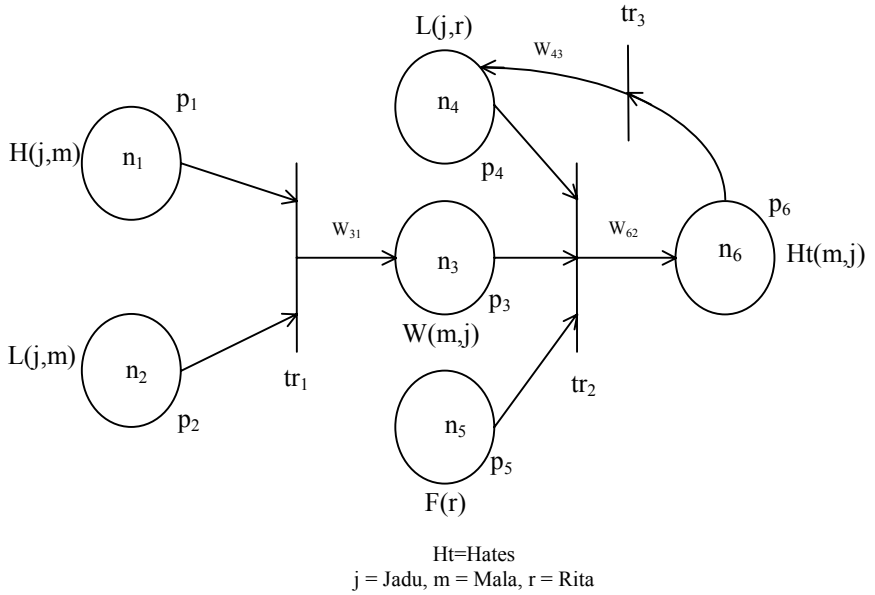 L(j,r)
tr₃
W₄₃
p₁
n₄
H(j,m)
n₁
p₄
p₆
W₃₁
W₆₂
n₃
n₆
Ht(m,j)
p₃
W(m,j)
L(j,m)
n₂
tr₁
tr₂
p₂
n₅
p₅
F(r)
Ht=Hates
j = Jadu, m = Mala, r = Rita